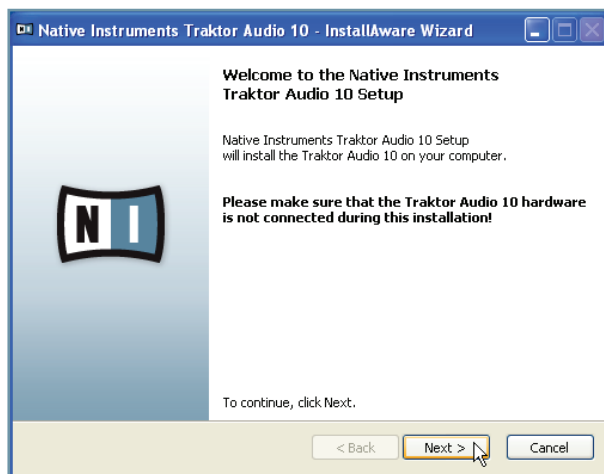 Native Instruments Traktor Audio 10 - InstallAware Wizard
Welcome to the Native Instruments
Traktor Audio 10 Setup
Native Instruments Traktor Audio 10 Setup
will install the Traktor Audio 10 on your computer.
Please make sure that the Traktor Audio 10 hardware
is not connected during this installation!
NI
To continue, click Next.
< Back Next > Cancel